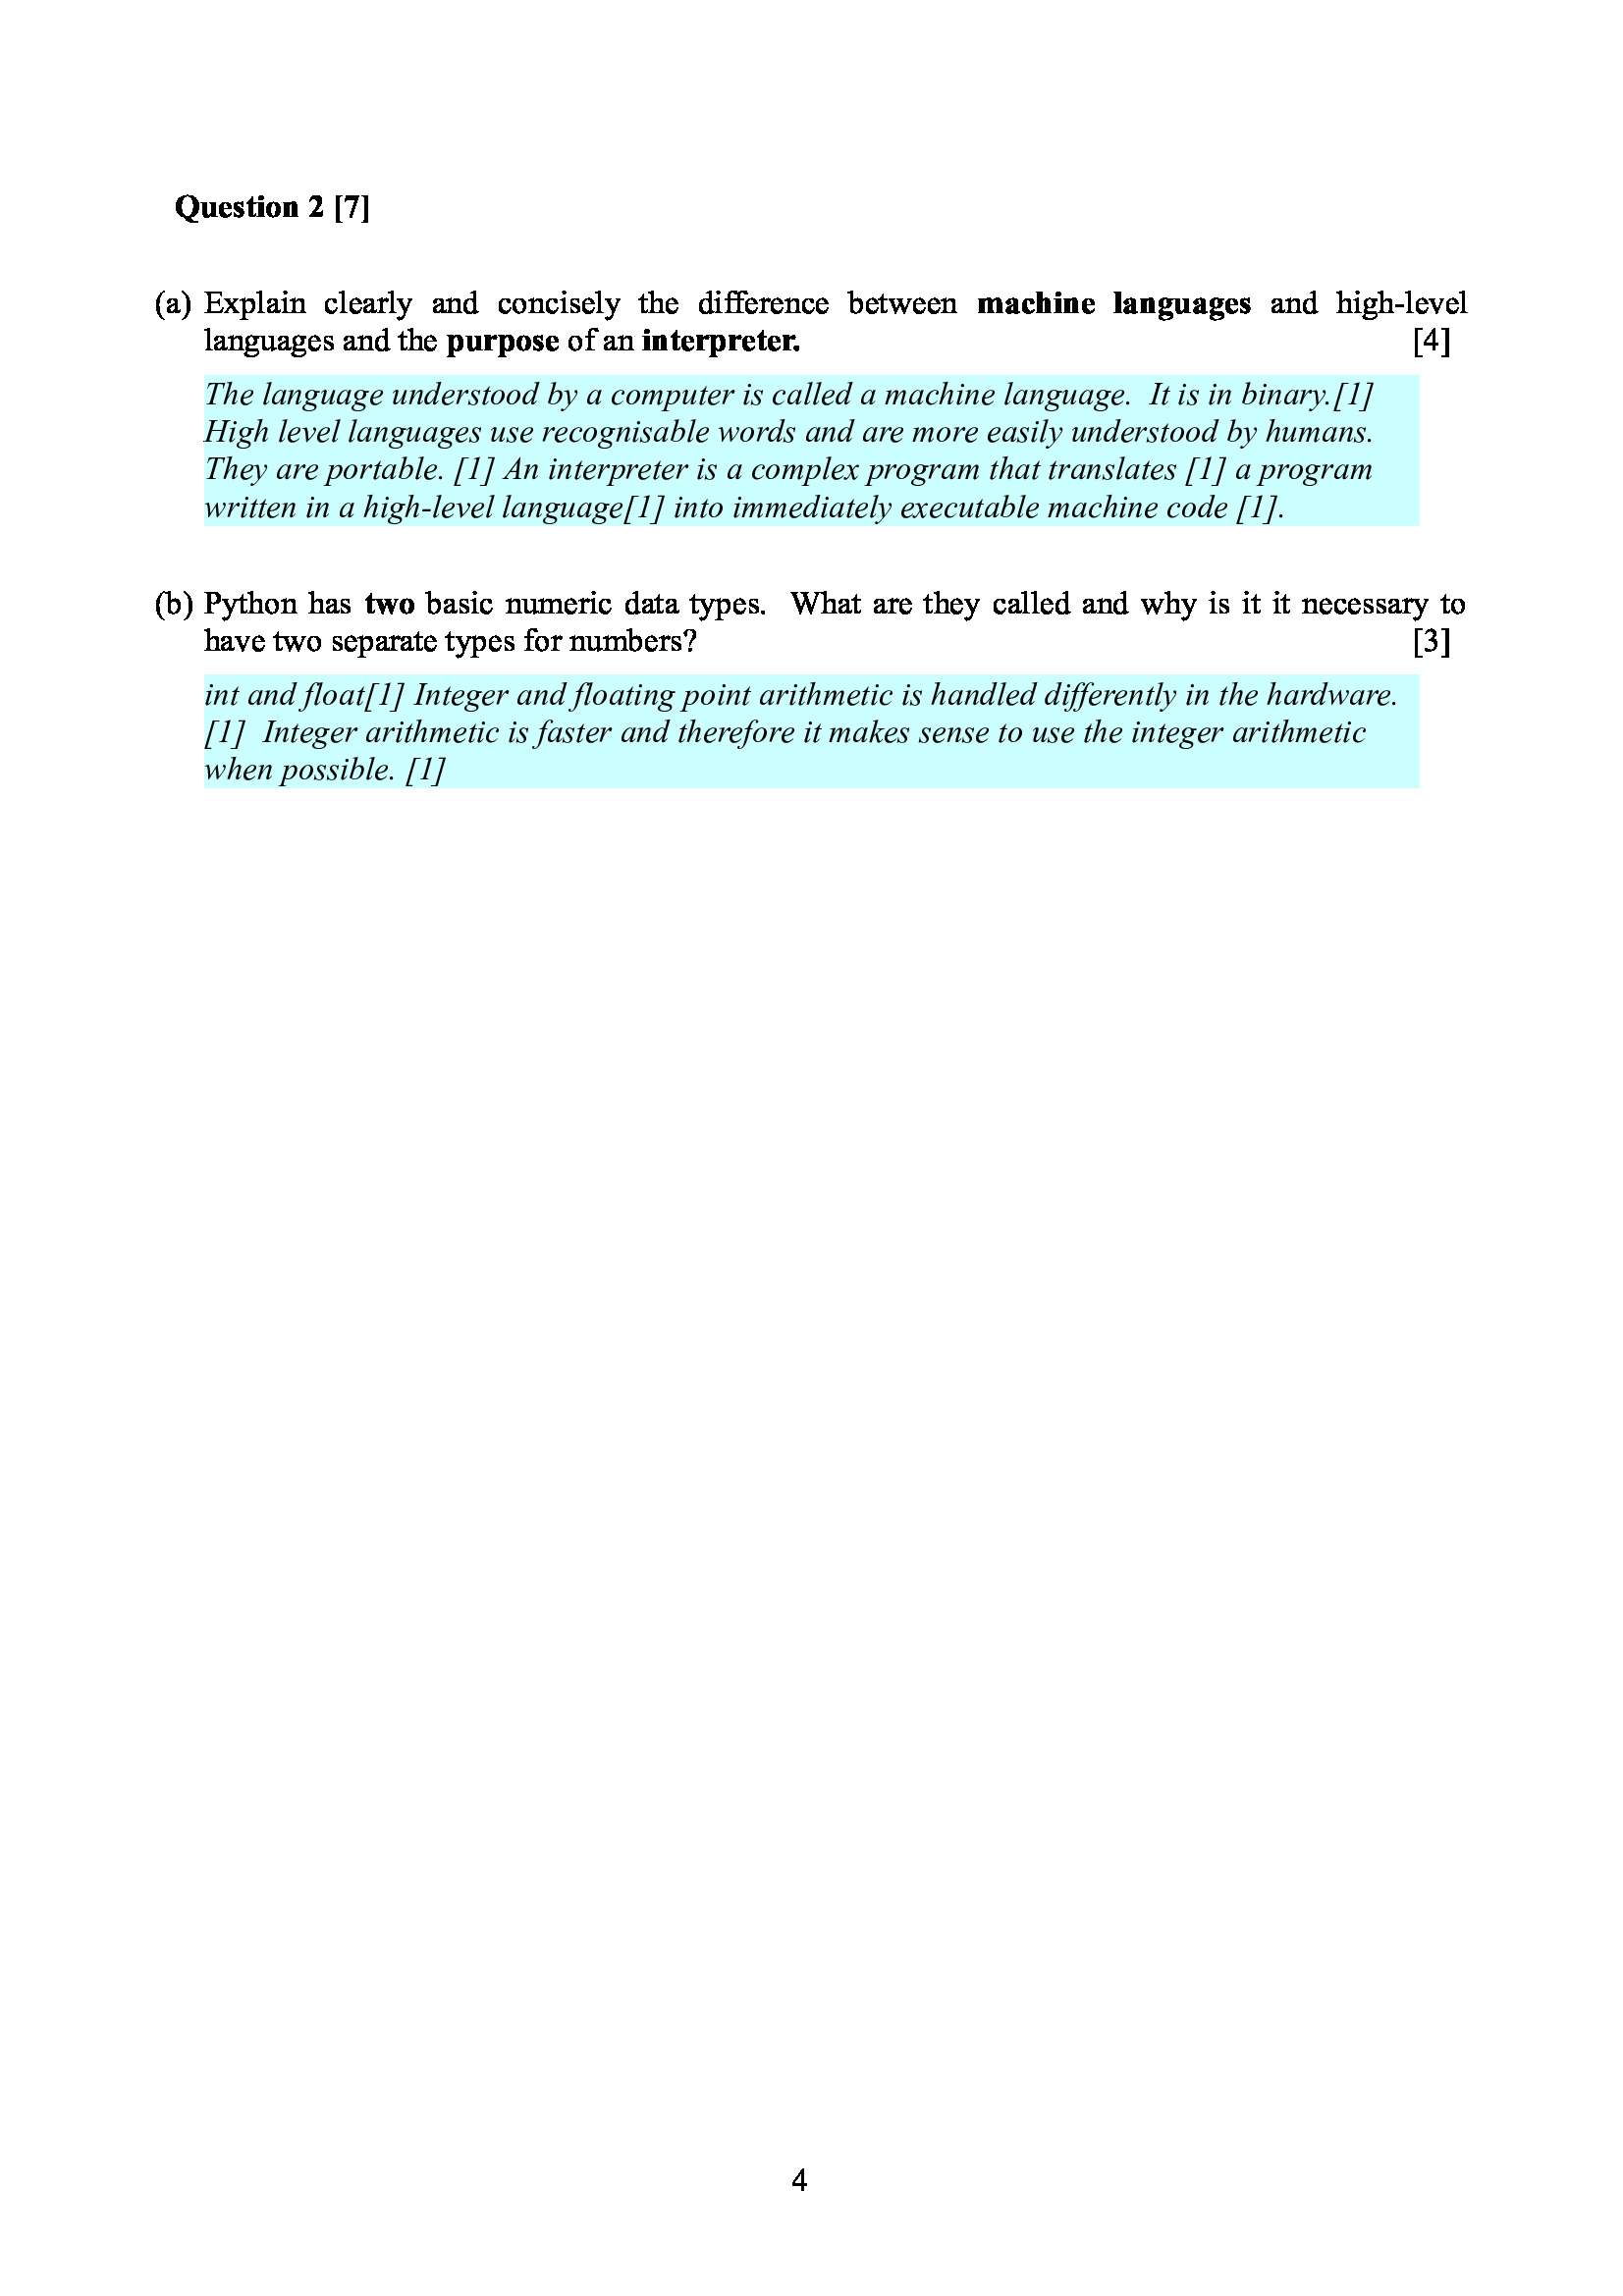 Question 2 [7]
(a) Explain clearly and concisely the difference between machine languages and high-level
languages and the purpose of an interpreter. [4]
The language understood by a computer is called a machine language.  It is in binary.[1]
High level languages use recognisable words and are more easily understood by humans.
They are portable. [1] An interpreter is a complex program that translates [1] a program
written in a high-level language[1] into immediately executable machine code [1].
(b) Python has two basic numeric data types.  What are they called and why is it it necessary to
have two separate types for numbers? [3]
int and float[1] Integer and floating point arithmetic is handled differently in the hardware.
[1]  Integer arithmetic is faster and therefore it makes sense to use the integer arithmetic
when possible. [1]
4